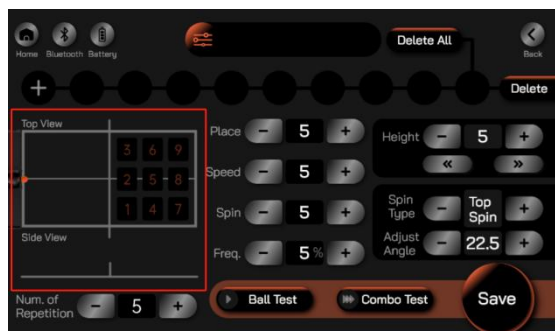 Home Bluetooth Battery
Delete All
Back
+
Delete
Top View
3 6 9
2 5 8
1 4 7
Side View
Place - 5 +
Speed - 5 +
Spin - 5 +
Freq. - 5 % +
Height - 5 +
« »
Spin Type - Top Spin +
Adjust Angle - 22.5 +
Num. of Repetition - 5 +
Ball Test
Combo Test
Save